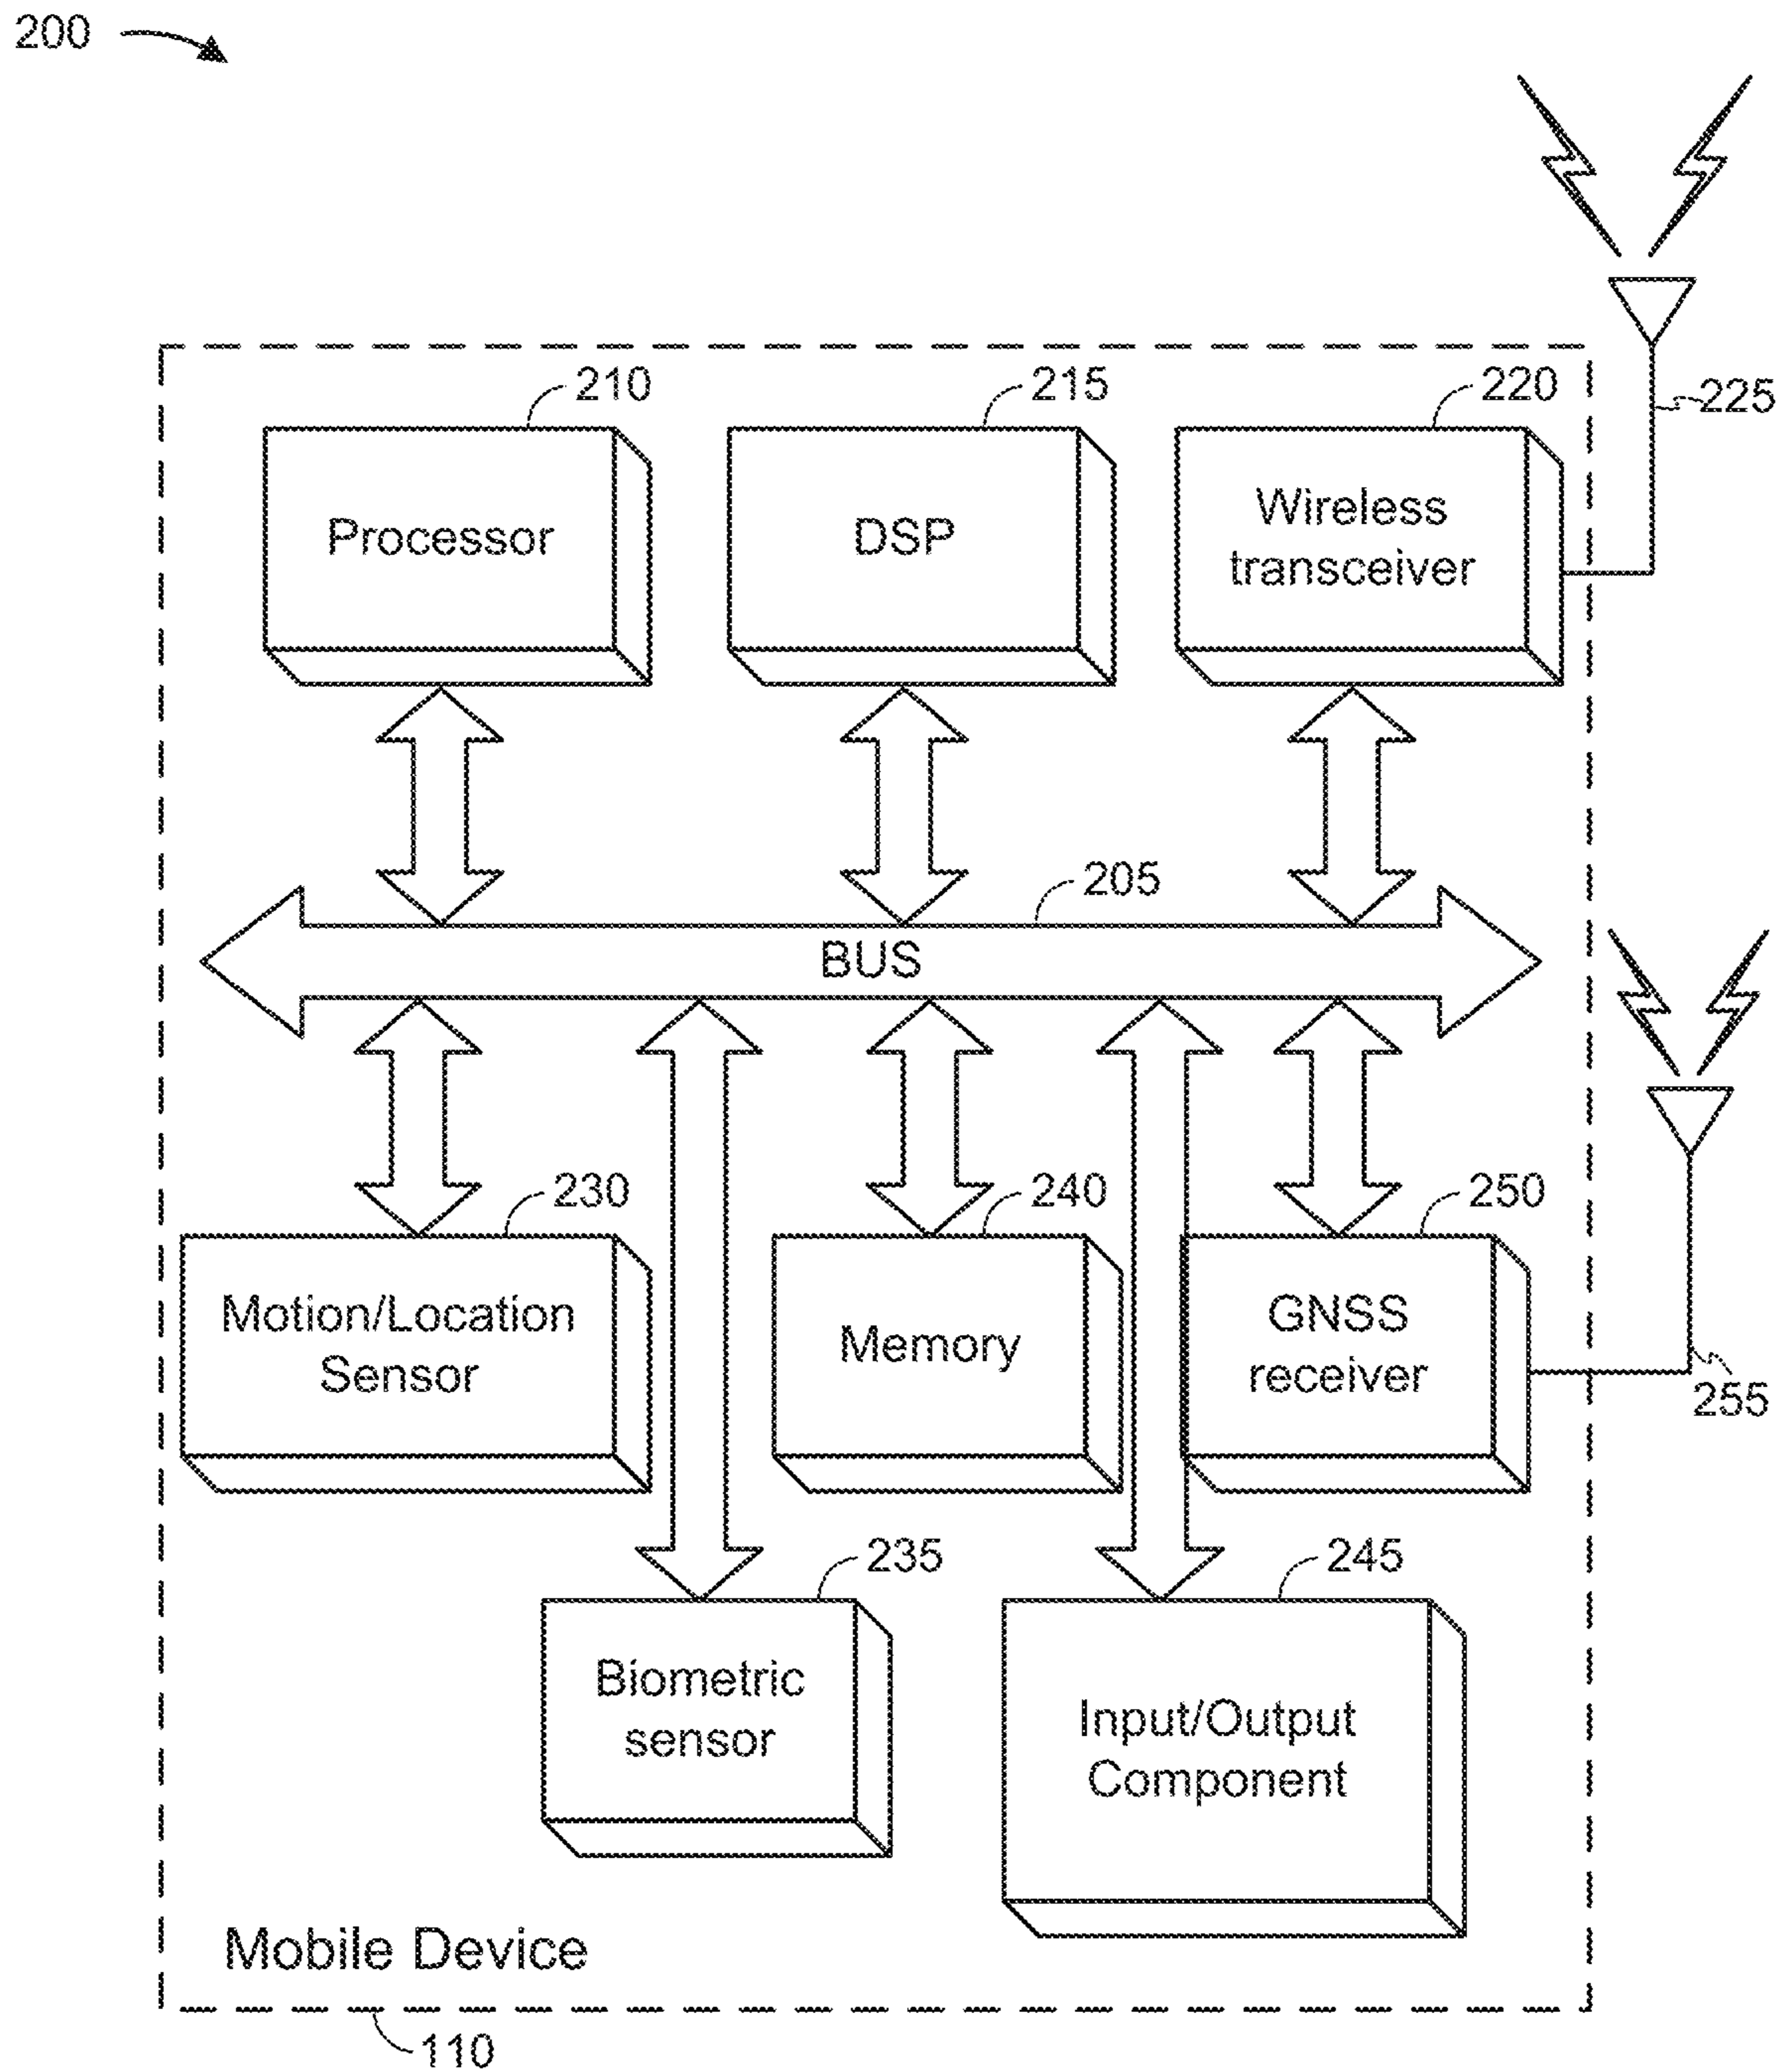 200
210
215
220
225
Processor
DSP
Wireless
transceiver
205
BUS
230
240
250
Motion/Location
Sensor
Memory
GNSS
receiver
255
235
245
Biometric
sensor
Input/Output
Component
Mobile Device
110